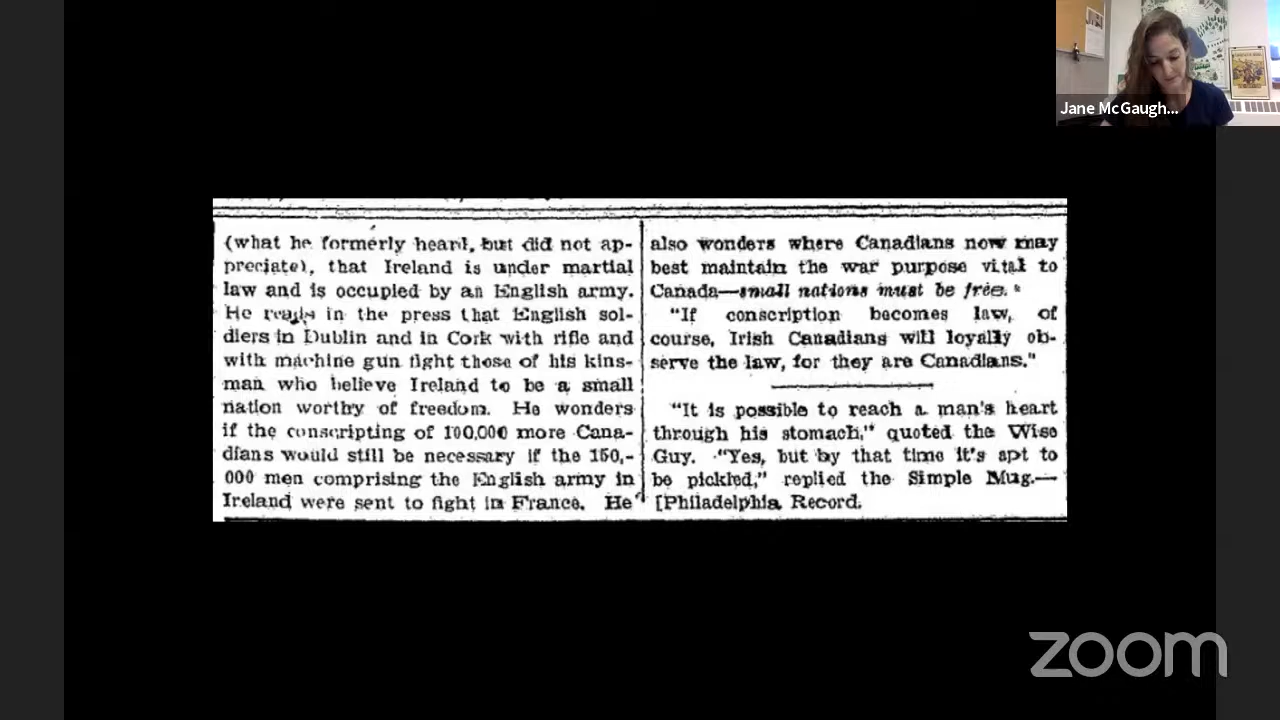 Jane McGaugh...
(what he formerly heard, but did not ap-
preciate), that Ireland is under martial
law and is occupied by an English army.
He reads in the press that English sol-
diers in Dublin and in Cork with rifle and
with machine gun fight those of his kins-
man who believe Ireland to be a small
nation worthy of freedom. He wonders
if the conscripting of 100,000 more Cana-
dians would still be necessary if the 150,-
000 men comprising the English army in
Ireland were sent to fight in France. He
also wonders where Canadians now may
best maintain the war purpose vital to
Canada—small nations must be free."
"If conscription becomes law, of
course, Irish Canadians will loyally ob-
serve the law, for they are Canadians."
"It is possible to reach a man's heart
through his stomach," quoted the Wise
Guy. "Yes, but by that time it's apt to
be pickled," replied the Simple Mug.—
[Philadelphia Record.
zoom